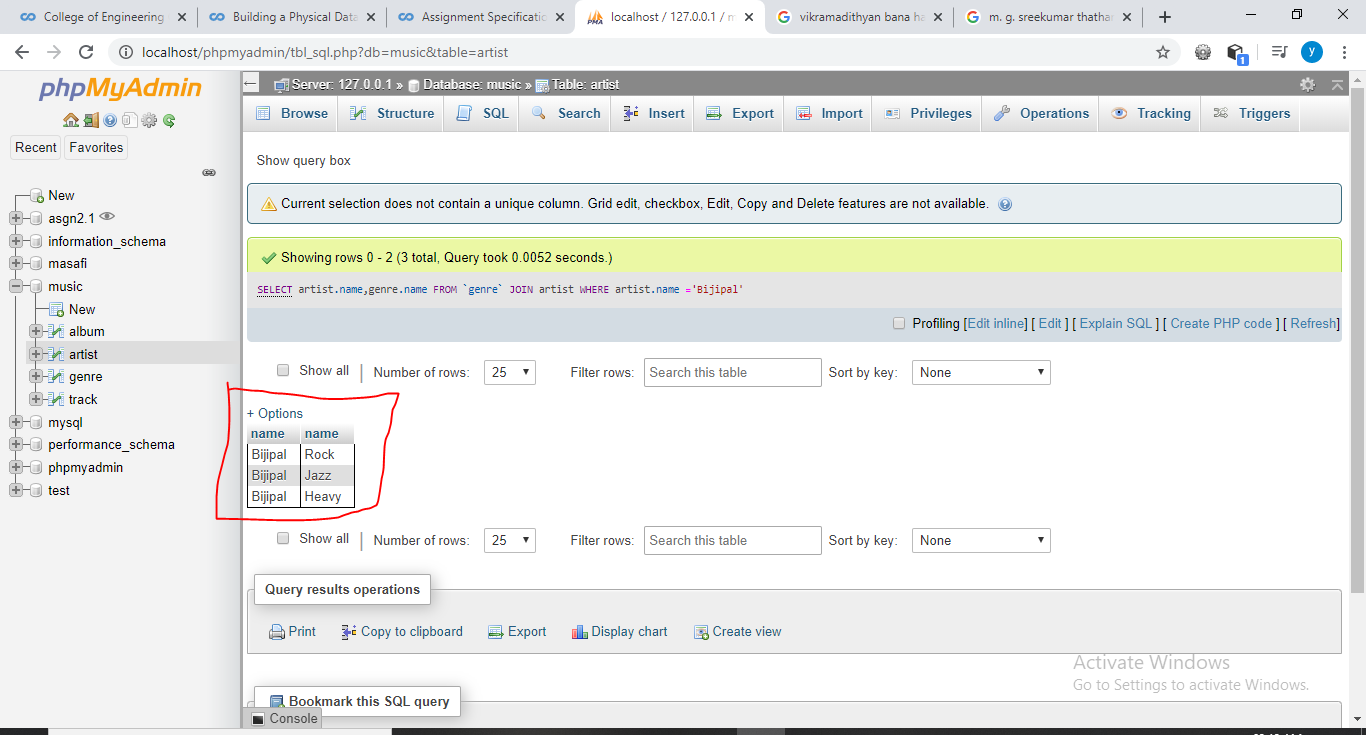 College of Engineering
Building a Physical Data
Assignment Specificatio
localhost / 127.0.0.1 / m
vikramadithyan bana ha
m. g. sreekumar thathar
localhost/phpmyadmin/tbl_sql.php?db=music&table=artist
1
y
phpMyAdmin
Recent
Favorites
New
asgn2.1
information_schema
masafi
music
New
album
artist
genre
track
mysql
performance_schema
phpmyadmin
test
Server: 127.0.0.1 » Database: music » Table: artist
Browse
Structure
SQL
Search
Insert
Export
Import
Privileges
Operations
Tracking
Triggers
Show query box
Current selection does not contain a unique column. Grid edit, checkbox, Edit, Copy and Delete features are not available.
Showing rows 0 - 2 (3 total, Query took 0.0052 seconds.)
SELECT artist.name,genre.name FROM `genre` JOIN artist WHERE artist.name ='Bijipal'
Profiling [Edit inline] [ Edit ] [ Explain SQL ] [ Create PHP code ] [ Refresh]
Show all | Number of rows: 25 Filter rows: Search this table Sort by key: None
+ Options
name name
Bijipal Rock
Bijipal Jazz
Bijipal Heavy
Show all | Number of rows: 25 Filter rows: Search this table Sort by key: None
Query results operations
Print
Copy to clipboard
Export
Display chart
Create view
Activate Windows
Go to Settings to activate Windows.
Bookmark this SQL query
Console